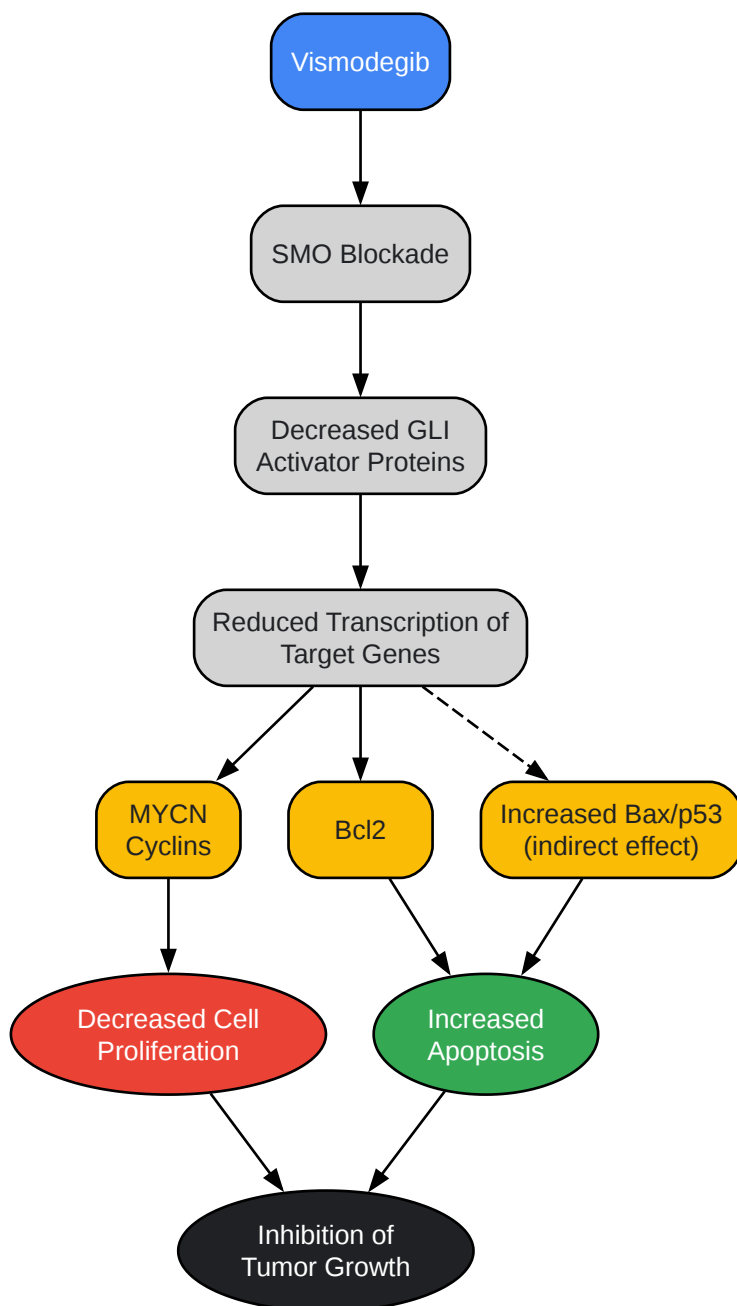 Vismodegib
SMO Blockade
Decreased GLI
Activator Proteins
Reduced Transcription of
Target Genes
MYCN
Cyclins
Bcl2
Increased Bax/p53
(indirect effect)
Decreased Cell
Proliferation
Increased
Apoptosis
Inhibition of
Tumor Growth